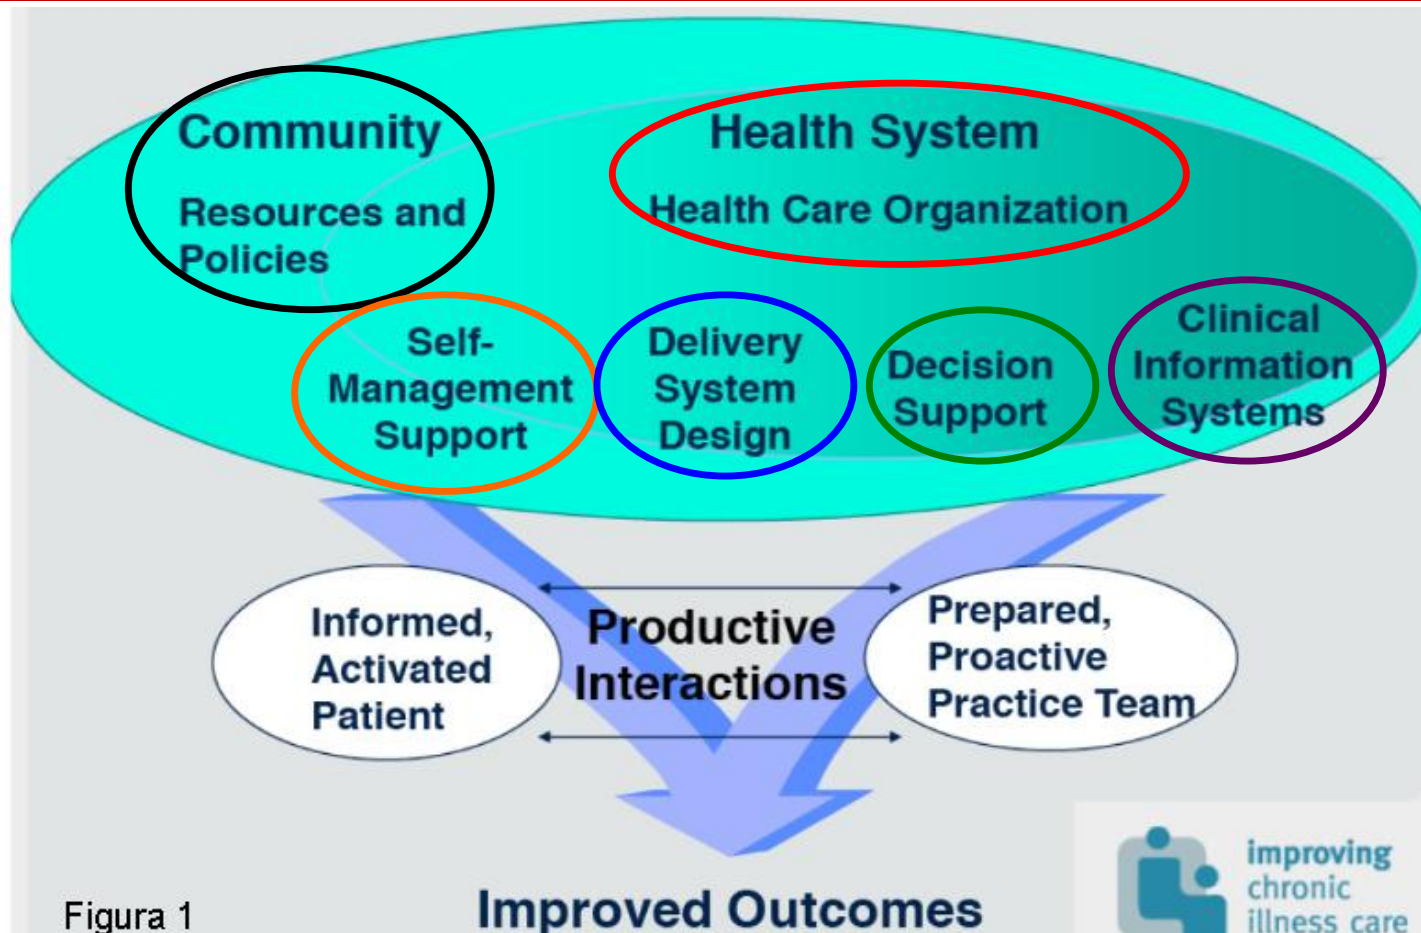 Community
Resources and
Policies
Health System
Health Care Organization
Self-
Management
Support
Delivery
System
Design
Decision
Support
Clinical
Information
Systems
Informed,
Activated
Patient
Productive
Interactions
Prepared,
Proactive
Practice Team
Improved Outcomes
Figura 1
improving
chronic
illness care